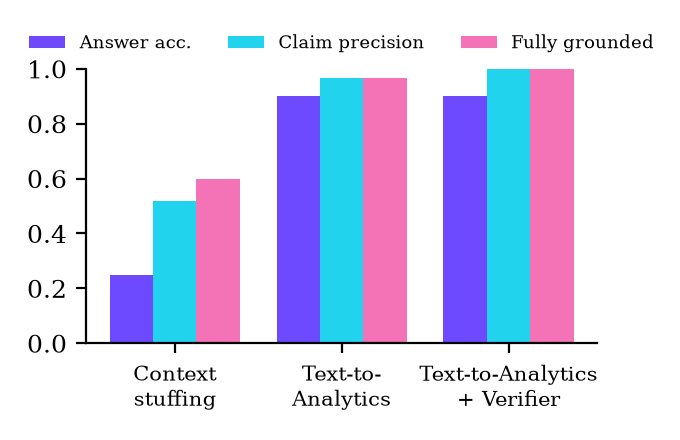 Answer acc. Claim precision Fully grounded
1.0
0.8
0.6
0.4
0.2
0.0
Context
stuffing
Text-to-
Analytics
Text-to-Analytics
+ Verifier